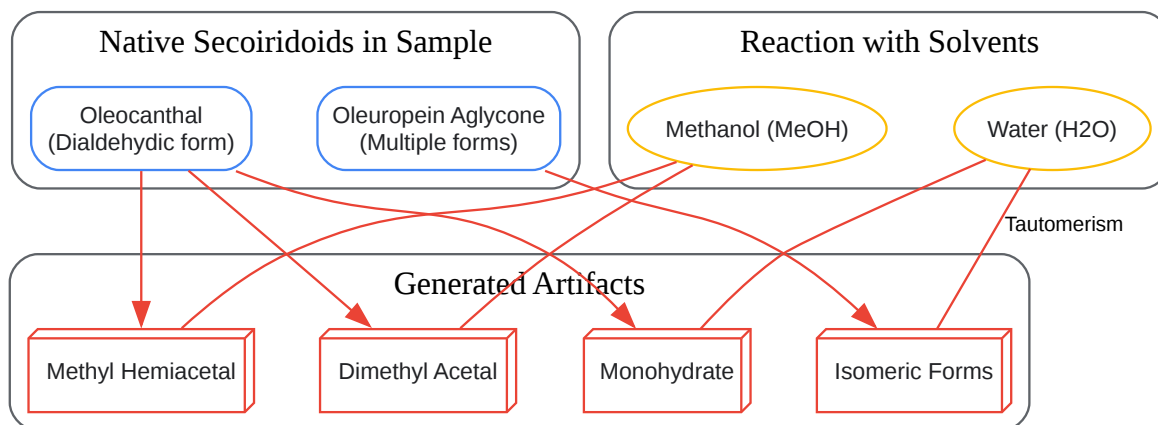 Native Secoiridoids in Sample
Oleocanthal
(Dialdehydic form)
Oleuropein Aglycone
(Multiple forms)
Reaction with Solvents
Methanol (MeOH)
Water (H2O)
Tautomerism
Generated Artifacts
Methyl Hemiacetal
Dimethyl Acetal
Monohydrate
Isomeric Forms